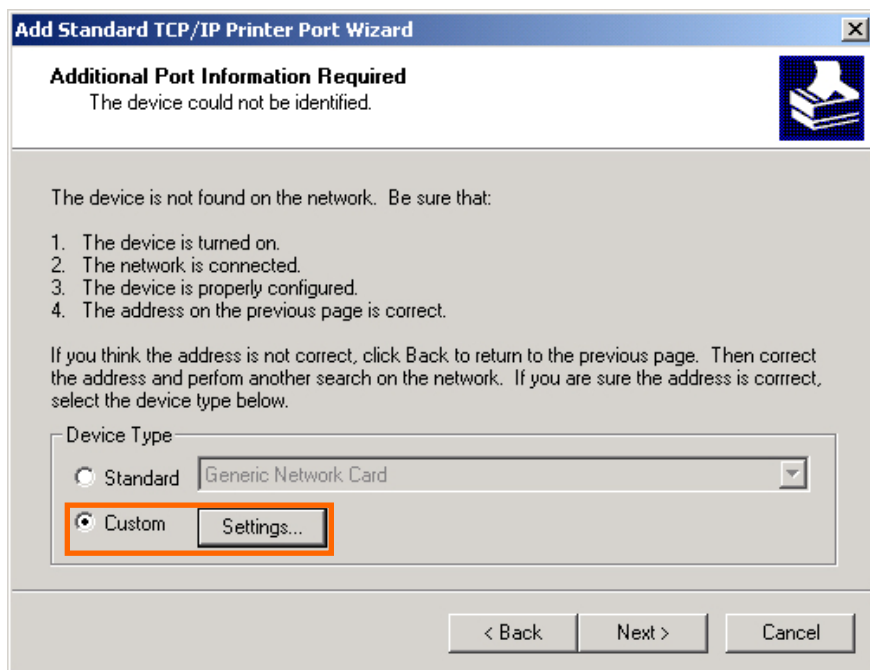 Add Standard TCP/IP Printer Port Wizard
Additional Port Information Required
The device could not be identified.
The device is not found on the network. Be sure that:
1. The device is turned on.
2. The network is connected.
3. The device is properly configured.
4. The address on the previous page is correct.
If you think the address is not correct, click Back to return to the previous page. Then correct
the address and perfom another search on the network. If you are sure the address is corrrect,
select the device type below.
Device Type
Standard Generic Network Card
Custom Settings...
< Back Next > Cancel